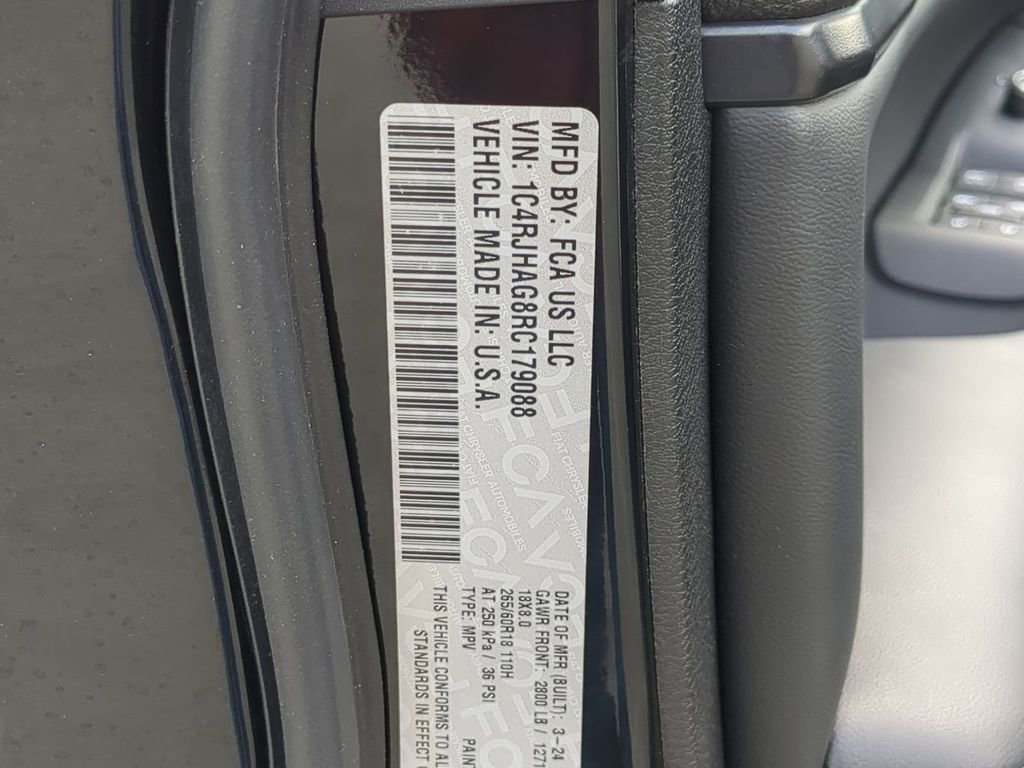 MFD BY: FCA US LLC
VIN: 1C4RJHAG8RC179088
VEHICLE MADE IN: U.S.A.
DATE OF MFR (BUILT): 3-24
GAWR FRONT: 2800 LB / 1271
18X8.0
265/60R18 110H
AT 250 kPa / 36 PSI
TYPE: MPV
THIS VEHICLE CONFORMS TO
STANDARDS IN EFFECT